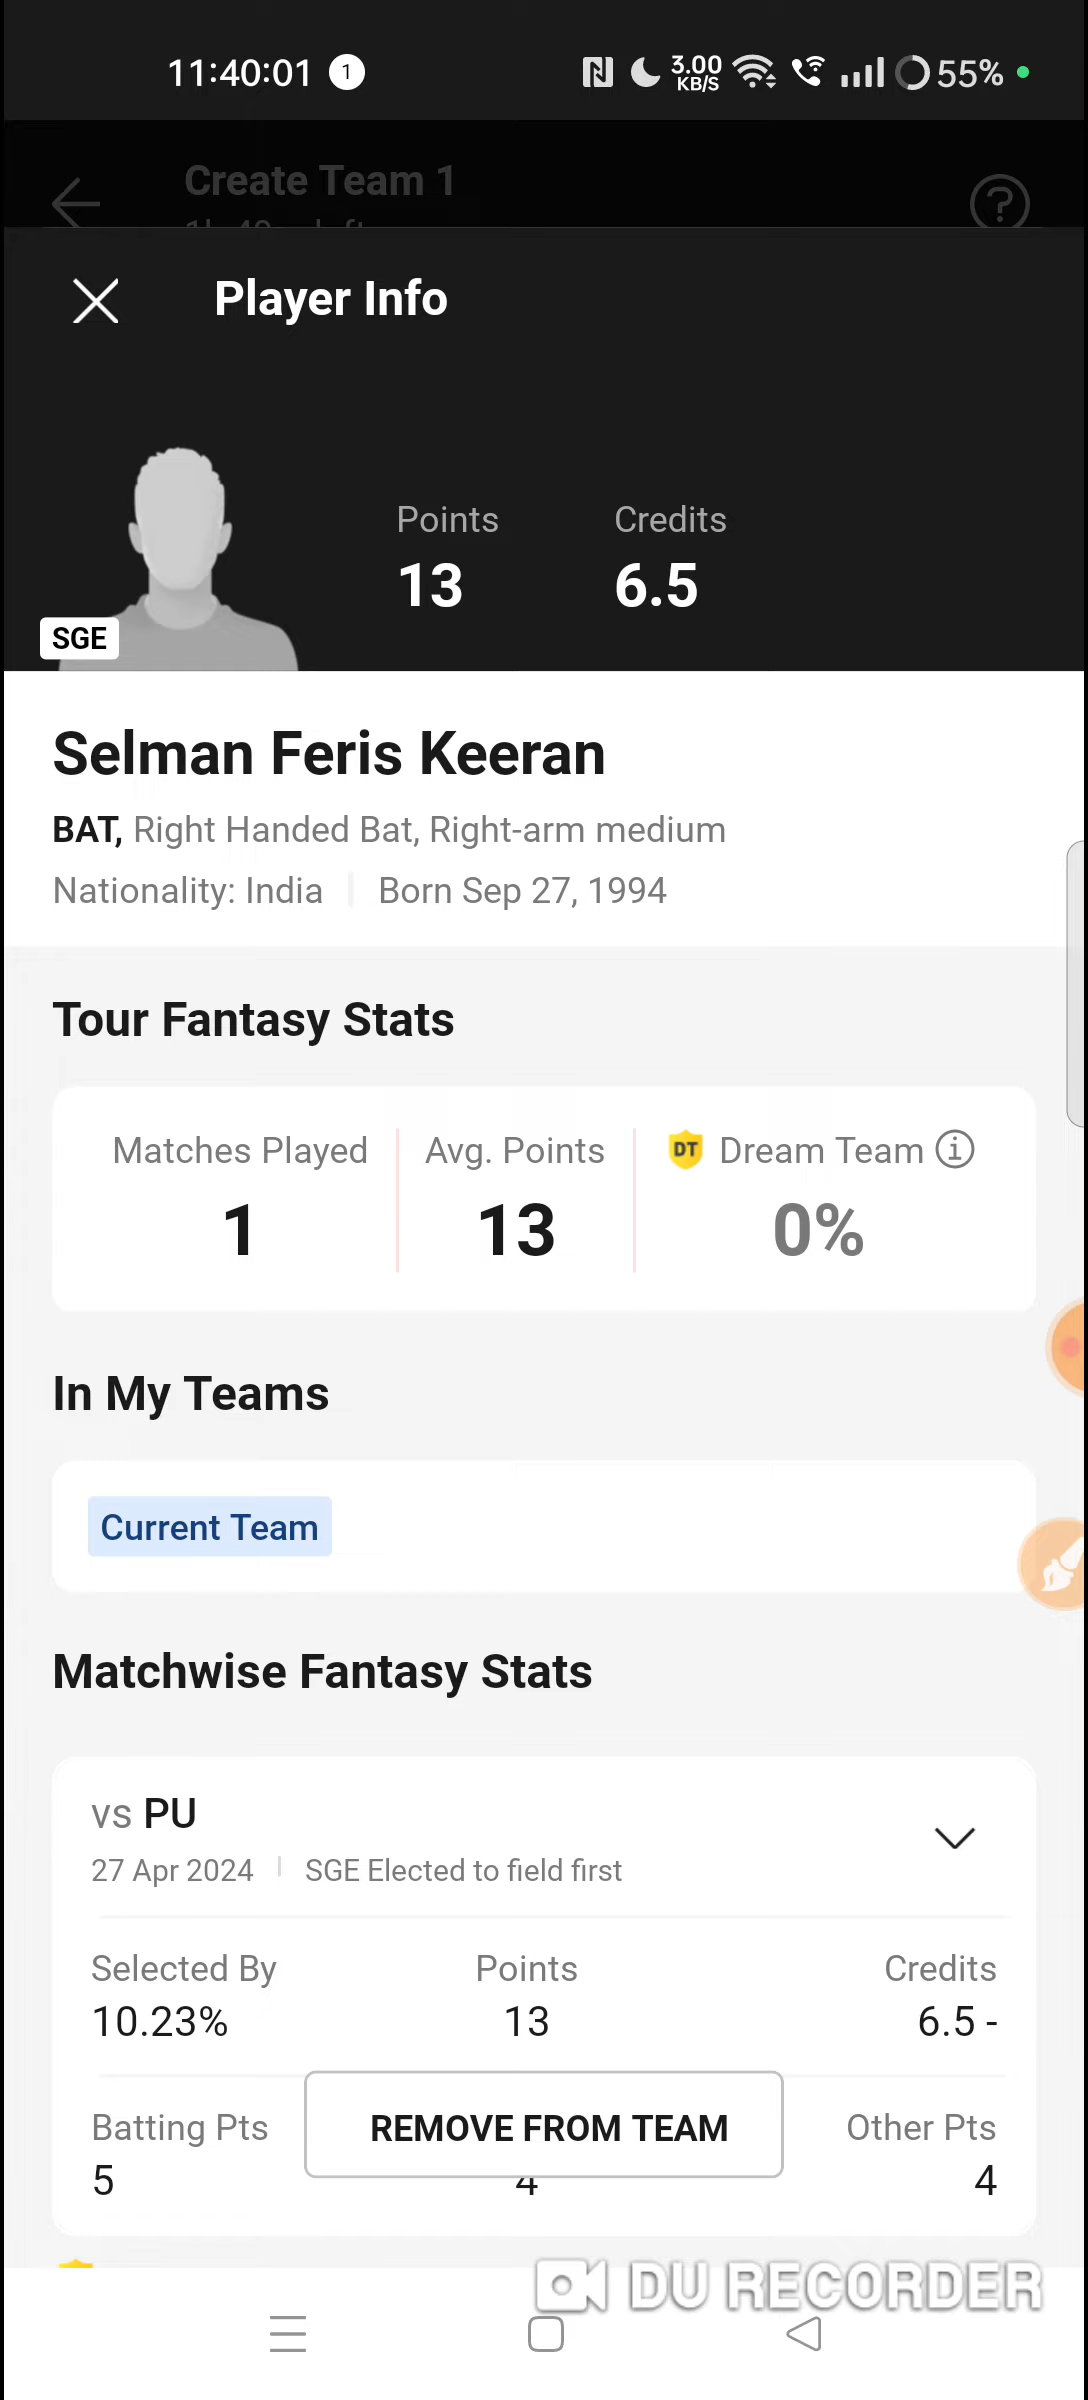 11:40:01 1 3.00 KB/S 55%
Create Team 1
Player Info
Points Credits
13 6.5
SGE
Selman Feris Keeran
BAT, Right Handed Bat, Right-arm medium
Nationality: India Born Sep 27, 1994
Tour Fantasy Stats
Matches Played Avg. Points DT Dream Team
1 13 0%
In My Teams
Current Team
Matchwise Fantasy Stats
vs PU
27 Apr 2024 SGE Elected to field first
Selected By Points Credits
10.23% 13 6.5 -
Batting Pts REMOVE FROM TEAM Other Pts
5 4 4
DU RECORDER